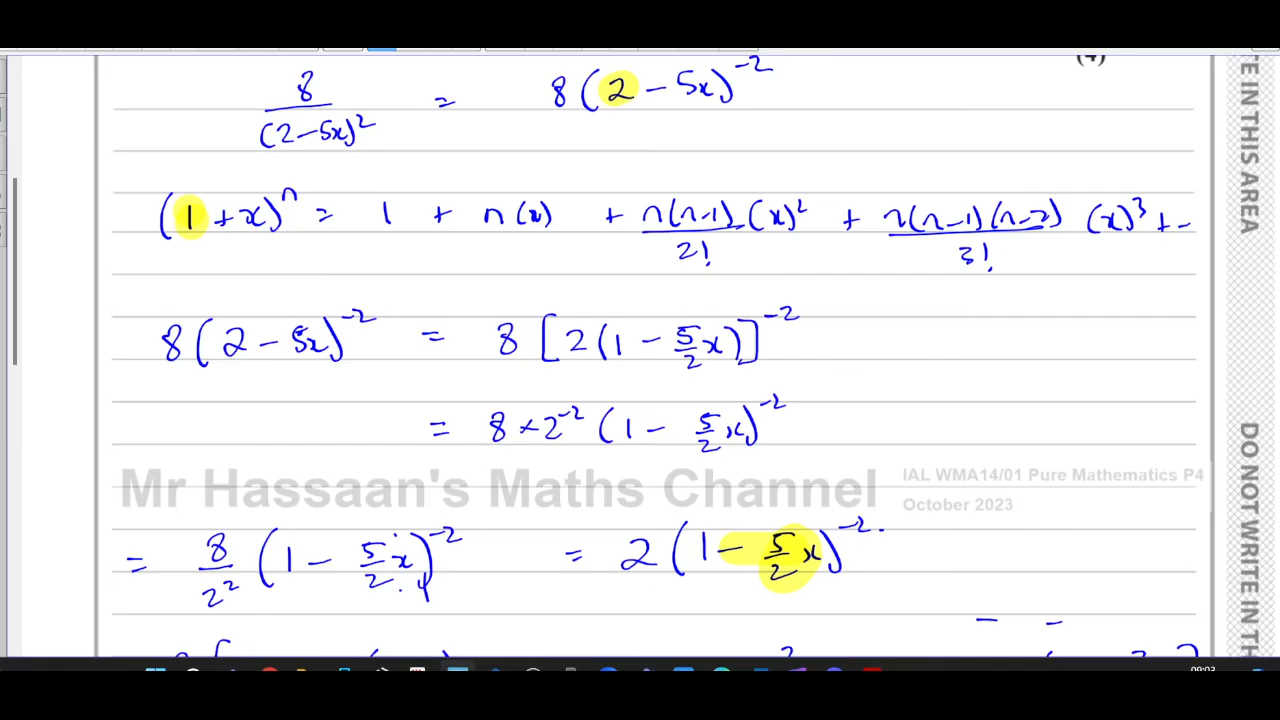 (4)
8/(2-5x)² = 8(2 - 5x)⁻²
(1 + x)ⁿ = 1 + n(x) + n(n-1)/2! (x)² + n(n-1)(n-2)/3! (x)³ + -
8(2 - 5x)⁻² = 8[2(1 - 5/2 x)]⁻²
= 8 × 2⁻² (1 - 5/2 x)⁻²
Mr Hassaan's Maths Channel
IAL WMA14/01 Pure Mathematics P4
October 2023
= 8/2² (1 - 5/2 x)⁻² = 2(1 - 5/2 x)⁻²
TE IN THIS AREA
DO NOT WRITE IN TH
09:03